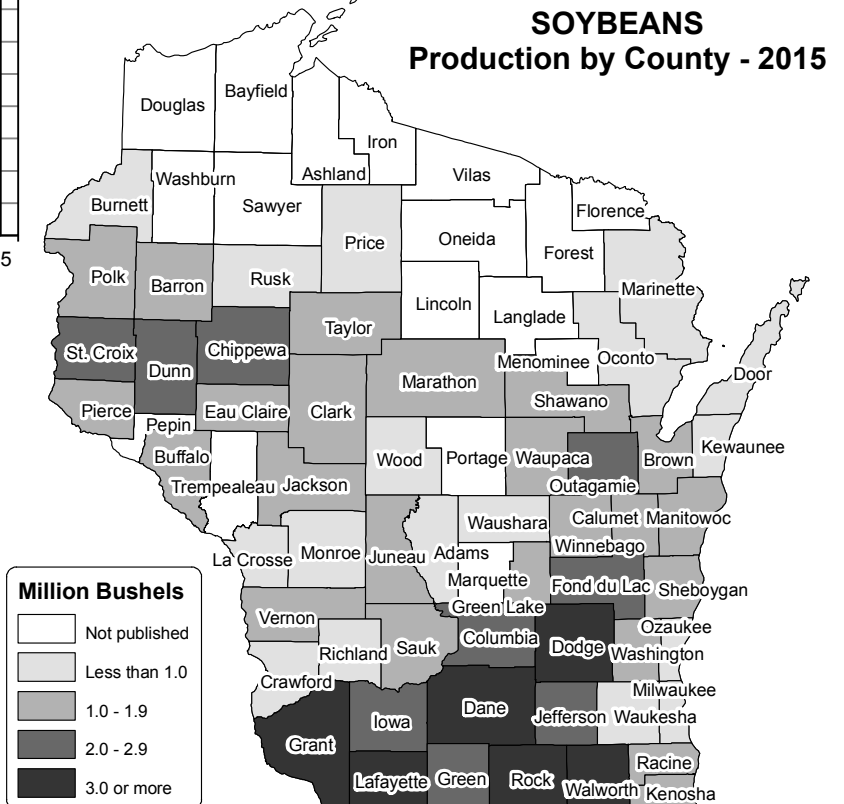 SOYBEANS
Production by County - 2015
Douglas
Bayfield
Iron
Ashland
Vilas
Washburn
Burnett
Sawyer
Florence
Price
Oneida
Forest
5
Polk
Barron
Rusk
Marinette
Lincoln
Langlade
Taylor
St. Croix
Dunn
Chippewa
Menominee
Oconto
Door
Marathon
Pierce
Eau Claire
Clark
Shawano
Pepin
Buffalo
Wood
Portage
Waupaca
Brown
Kewaunee
Trempealeau
Jackson
Outagamie
Waushara
Calumet
Manitowoc
La Crosse
Monroe
Juneau
Adams
Winnebago
Marquette
Fond du Lac
Sheboygan
Vernon
Green Lake
Richland
Sauk
Columbia
Dodge
Ozaukee
Washington
Crawford
Milwaukee
Iowa
Dane
Jefferson
Waukesha
Grant
Lafayette
Green
Rock
Walworth
Racine
Kenosha
Million Bushels
Not published
Less than 1.0
1.0 - 1.9
2.0 - 2.9
3.0 or more